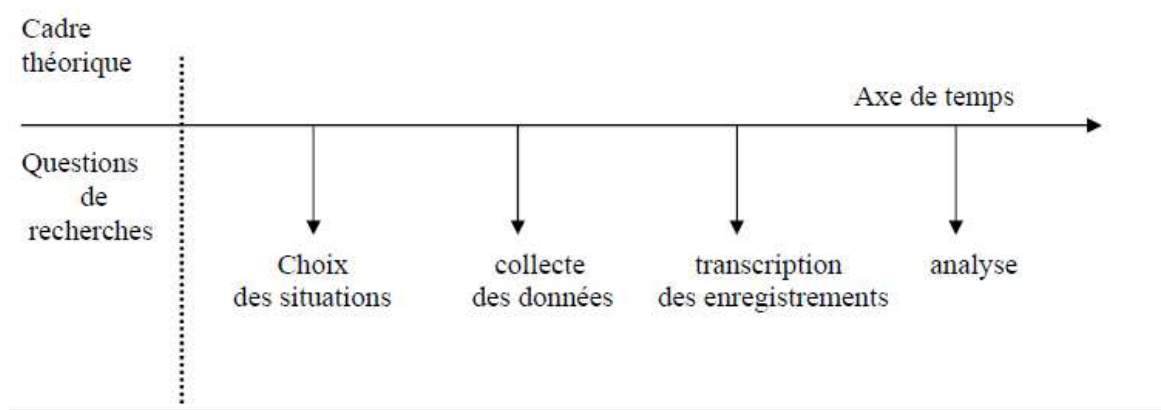 Cadre
théorique
Axe de temps
Questions
de
recherches
Choix
des situations
collecte
des données
transcription
des enregistrements
analyse